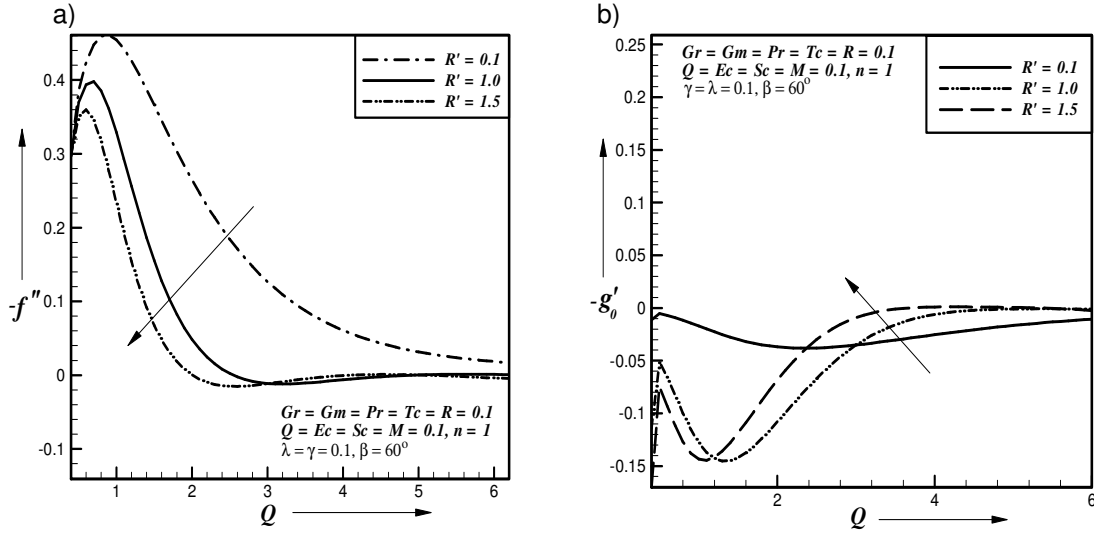 a)
0.4
0.3
0.2
0.1
0
-0.1
-f''
1
2
3
4
5
6
Q
R' = 0.1
R' = 1.0
R' = 1.5
Gr = Gm = Pr = Tc = R = 0.1
Q = Ec = Sc = M = 0.1, n = 1
λ = γ = 0.1, β = 60°
b)
0.25
0.2
0.15
0.1
0.05
0
-0.05
-0.1
-0.15
-g'₀
2
4
6
Q
Gr = Gm = Pr = Tc = R = 0.1
Q = Ec = Sc = M = 0.1, n = 1
γ = λ = 0.1, β = 60°
R' = 0.1
R' = 1.0
R' = 1.5